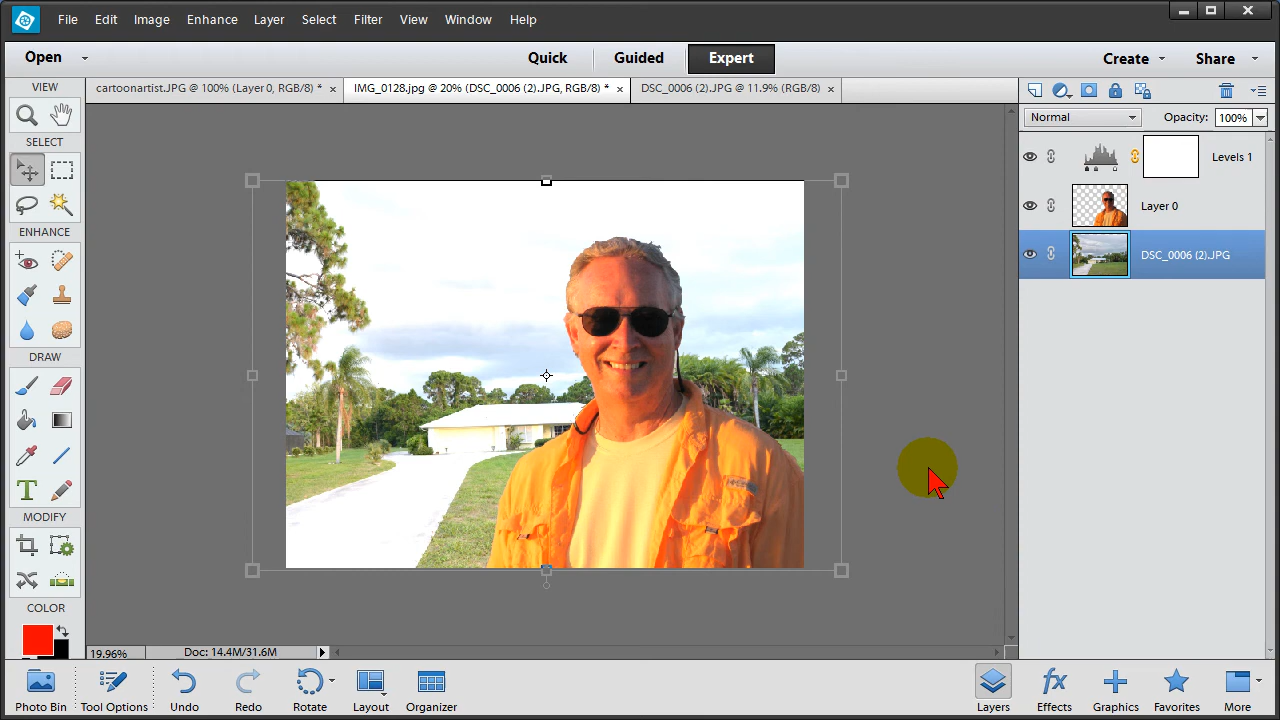 File Edit Image Enhance Layer Select Filter View Window Help
Open Quick Guided Expert Create Share
VIEW
cartoonartist.JPG @ 100% (Layer 0, RGB/8) * × IMG_0128.jpg @ 20% (DSC_0006 (2).JPG, RGB/8) * × DSC_0006 (2).JPG @ 11.9% (RGB/8) ×
Normal Opacity: 100%
SELECT
Levels 1
Layer 0
ENHANCE
DSC_0006 (2).JPG
DRAW
T
MODIFY
COLOR
19.96% Doc: 14.4M/31.6M
Photo Bin Tool Options Undo Redo Rotate Layout Organizer Layers Effects Graphics Favorites More